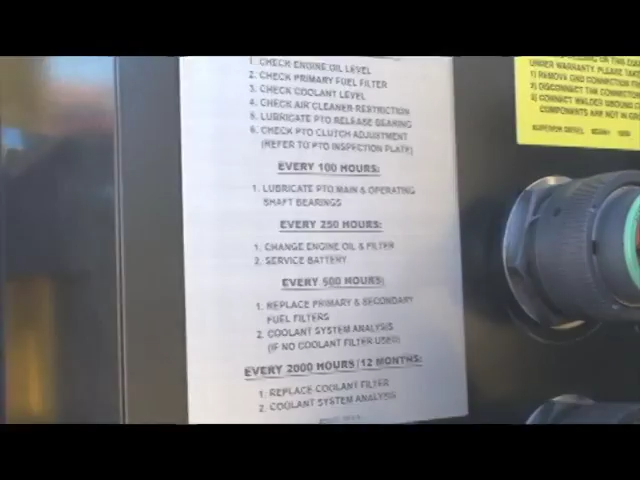 1. CHECK ENGINE OIL LEVEL
2. CHECK PRIMARY FUEL FILTER
3. CHECK COOLANT LEVEL
4. CHECK AIR CLEANER RESTRICTION
5. LUBRICATE PTO RELEASE BEARING
6. CHECK PTO CLUTCH ADJUSTMENT
(REFER TO PTO INSPECTION PLATE)
EVERY 100 HOURS:
1. LUBRICATE PTO MAIN & OPERATING
SHAFT BEARINGS
EVERY 250 HOURS:
1. CHANGE ENGINE OIL & FILTER
2. SERVICE BATTERY
EVERY 500 HOURS:
1. REPLACE PRIMARY & SECONDARY
FUEL FILTERS
2. COOLANT SYSTEM ANALYSIS
(IF NO COOLANT FILTER USED)
EVERY 2000 HOURS (12 MONTHS:
1. REPLACE COOLANT FILTER
2. COOLANT SYSTEM ANALYSIS
ON THIS
UNDER WARRANTY. PLEASE
1) REMOVE GND CONNECTION
2) DISCONNECT THE
3) CONNECT WELDER GROUND
COMPONENTS ARE NOT IN